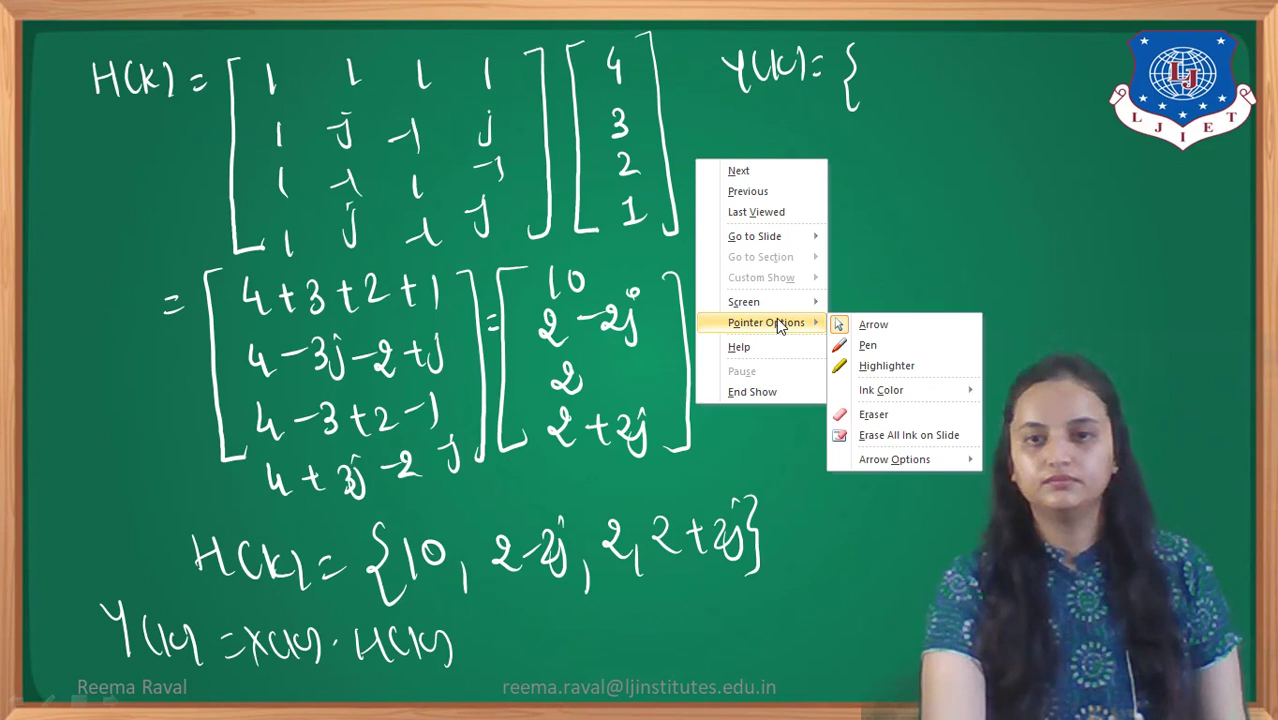 H(k) = [ 1 1 1 1 ] [ 4 ]
1 j -1 j 3
1 -1 1 -1 2
1 j -1 j 1
= [ 4 + 3 + 2 + 1 ] = [ 10 ]
4 - 3j - 2 + j 2 - 2j
4 - 3 + 2 - 1 2
4 + 3j - 2 j 2 + 2j
H(k) = {10, 2-2j, 2, 2+2j}
Y(k) = X(k) · H(k)
Y(k) = {
LJ
LJIET
Next
Previous
Last Viewed
Go to Slide
Go to Section
Custom Show
Screen
Pointer Options
Help
Pause
End Show
Arrow
Pen
Highlighter
Ink Color
Eraser
Erase All Ink on Slide
Arrow Options
Reema Raval
reema.raval@ljinstitutes.edu.in